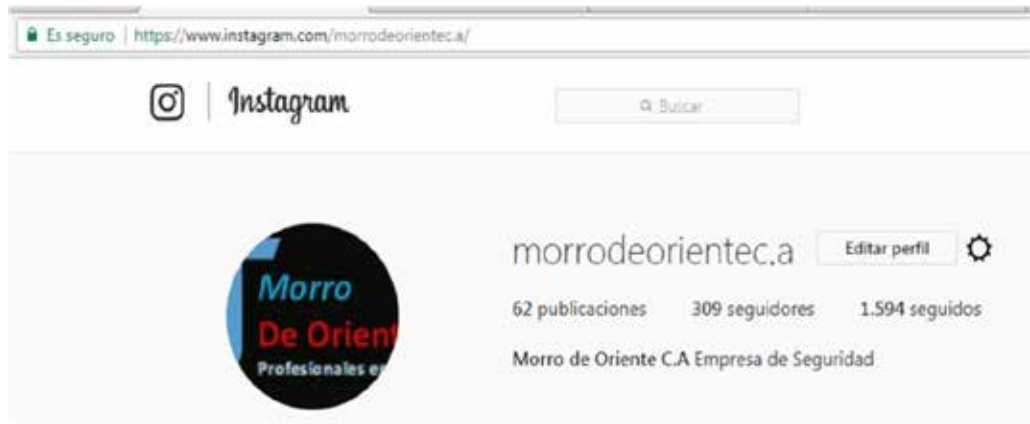 Es seguro | https://www.instagram.com/morrodeorientec.a/
Instagram
Buscar
morrodeorientec.a Editar perfil
62 publicaciones 309 seguidores 1.594 seguidos
Morro de Oriente C.A Empresa de Seguridad
Morro
De Orient
Profesionales e